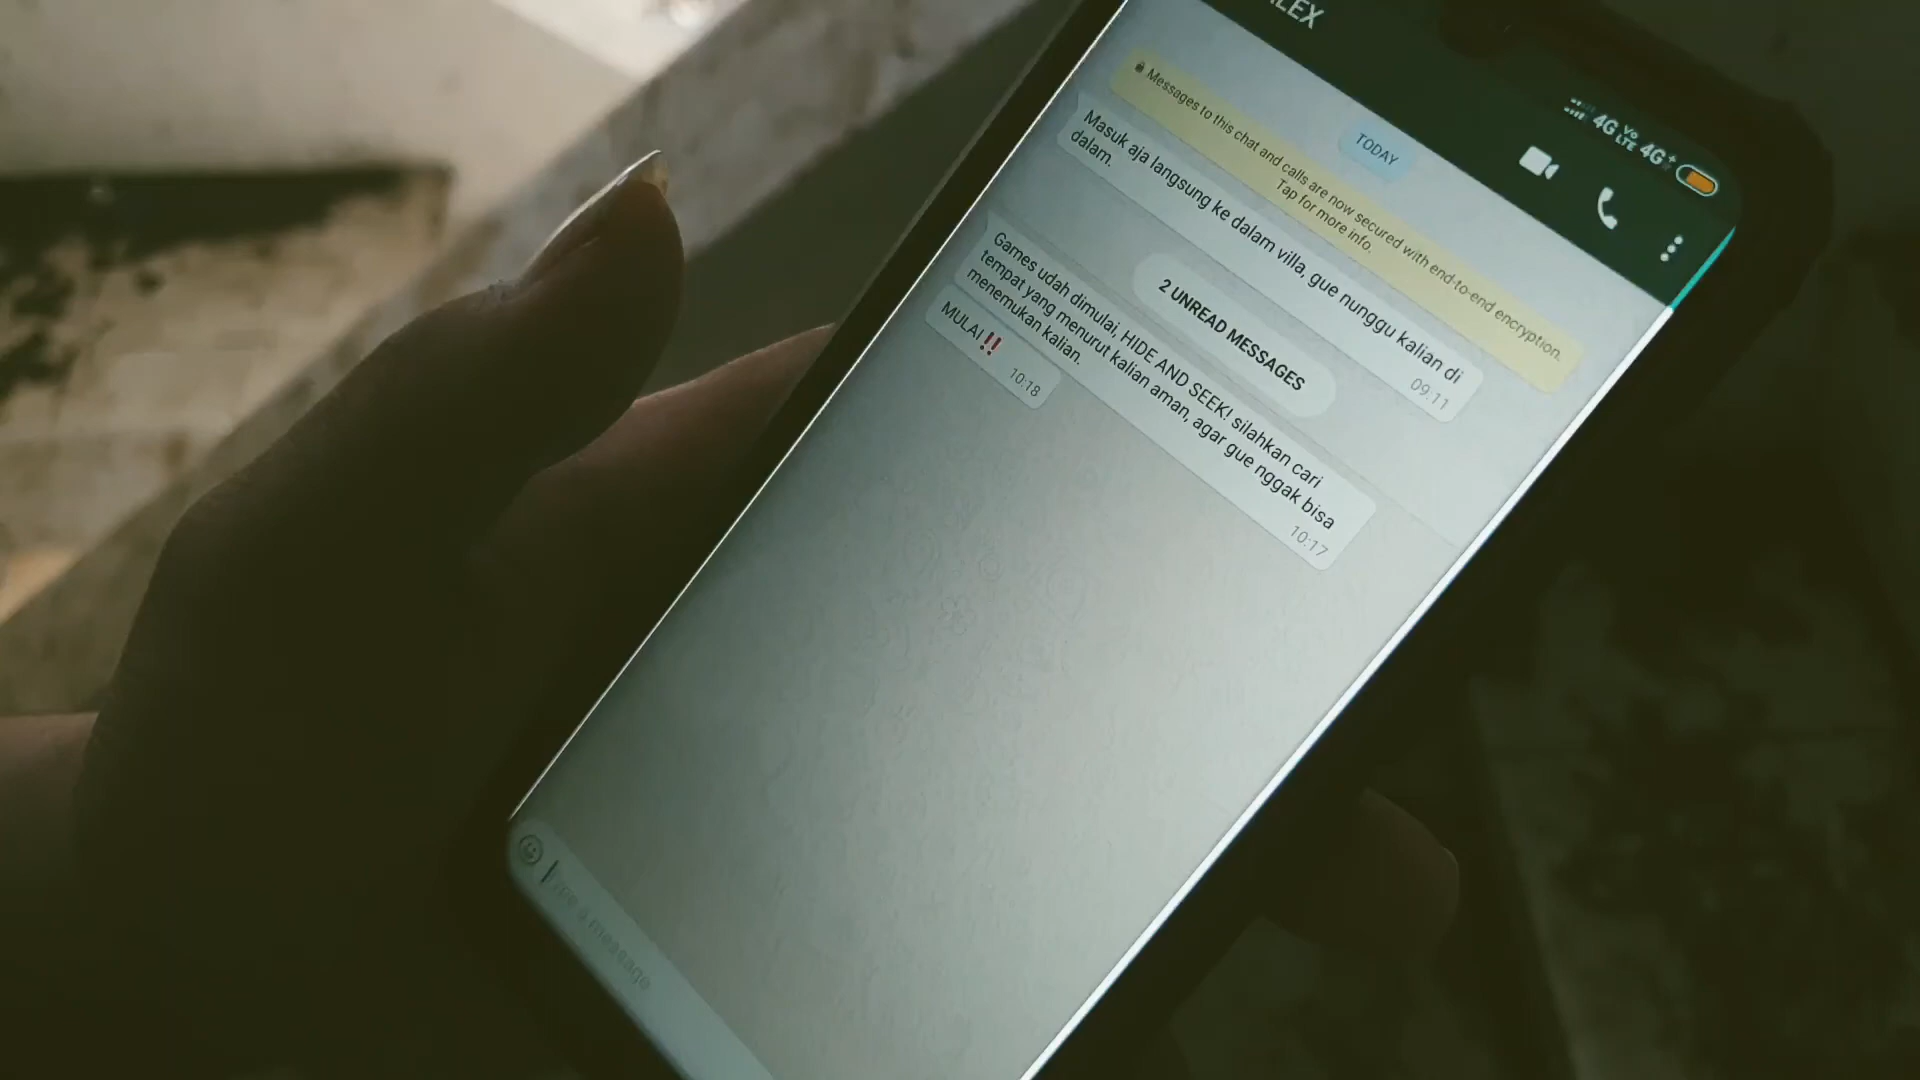 4G Vo LTE 4G+
Messages to this chat and calls are now secured with end-to-end encryption.
Tap for more info.
TODAY
Masuk aja langsung ke dalam villa, gue nunggu kalian di
dalam.
09.11
2 UNREAD MESSAGES
Games udah dimulai, HIDE AND SEEK! silahkan cari
tempat yang menurut kalian aman, agar gue nggak bisa
menemukan kalian.
10:17
MULAI‼️
10:18
a message